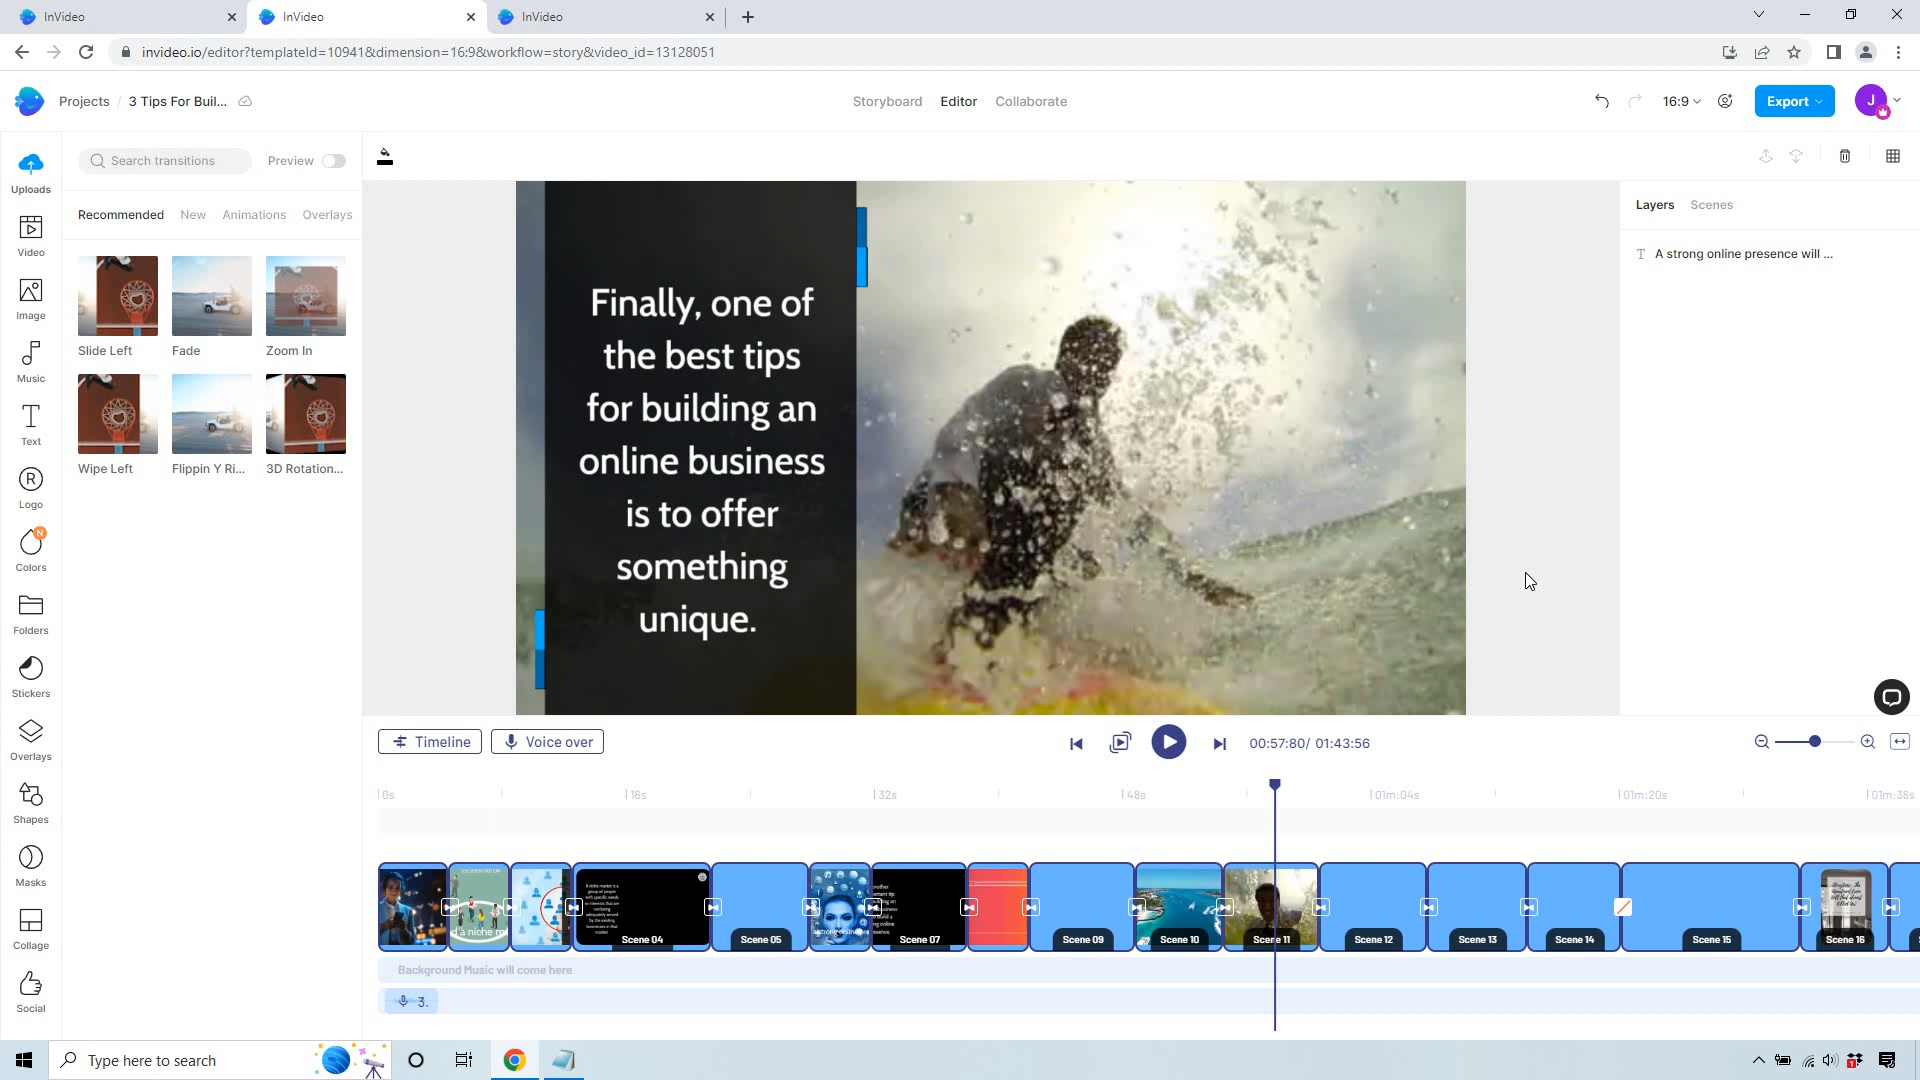 InVideo
InVideo
InVideo
invideo.io/editor?templateId=10941&dimension=16:9&workflow=story&video_id=13128051
Projects / 3 Tips For Buil...
Storyboard Editor Collaborate
16:9
Export
J
Uploads
Video
Image
Music
Text
Logo
Colors
N
Folders
Stickers
Overlays
Shapes
Masks
Collage
Social
Search transitions
Preview
Recommended New Animations Overlays
Slide Left Fade Zoom In
Wipe Left Flippin Y Ri... 3D Rotation...
Finally, one of
the best tips
for building an
online business
is to offer
something
unique.
Layers Scenes
T A strong online presence will ...
Timeline Voice over
00:57:80/ 01:43:56
0s 16s 32s 48s 01m:04s 01m:20s 01m:36s
Scene 04 Scene 05 Scene 07 Scene 09 Scene 10 Scene 11 Scene 12 Scene 13 Scene 14 Scene 15 Scene 16
Background Music will come here
3.
Type here to search
1